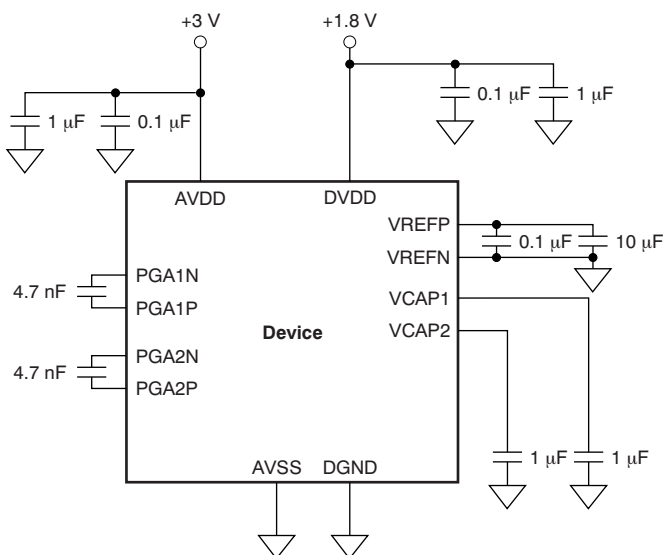 +3 V
+1.8 V
1 μF
0.1 μF
0.1 μF
1 μF
AVDD
DVDD
VREFP
0.1 μF
10 μF
VREFN
PGA1N
4.7 nF
PGA1P
VCAP1
Device
VCAP2
PGA2N
4.7 nF
PGA2P
1 μF
1 μF
AVSS
DGND